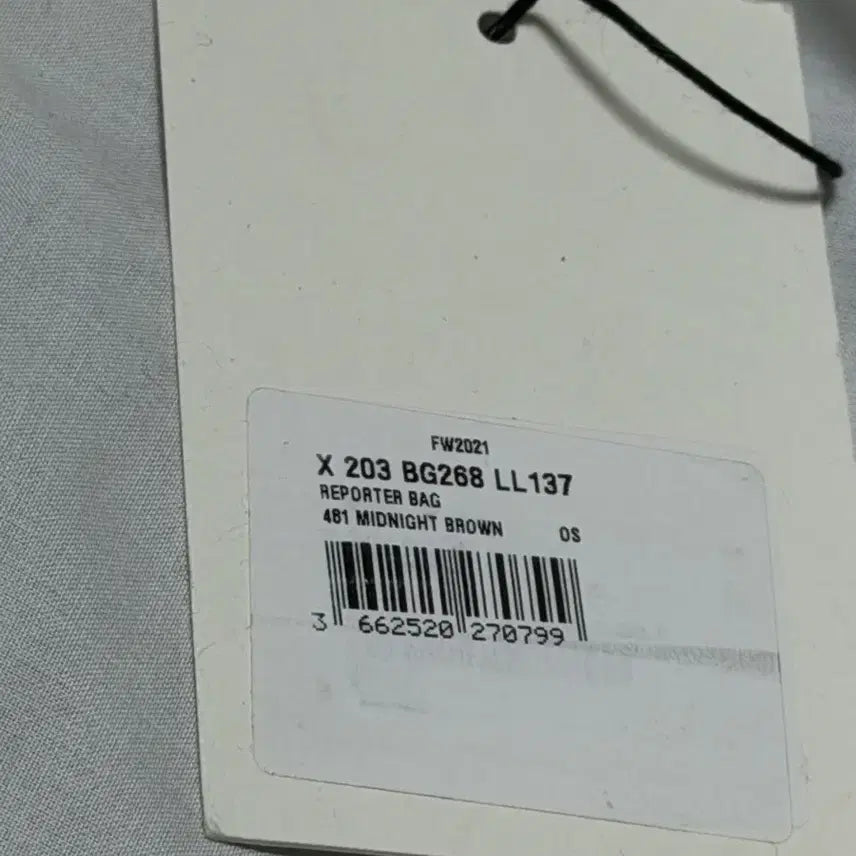 FW2021
X 203 BG268 LL137
REPORTER BAG
481 MIDNIGHT BROWN OS
3 662520 270799